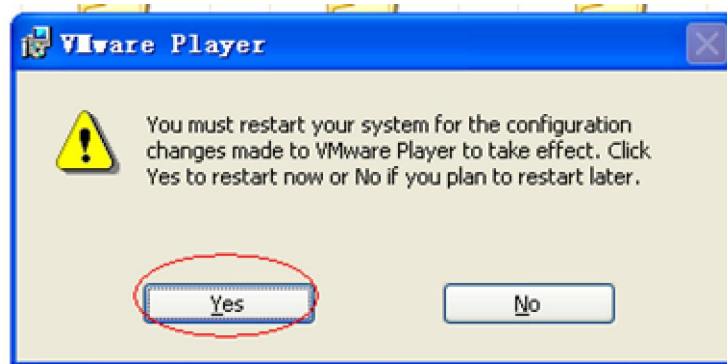 VMware Player
You must restart your system for the configuration
changes made to VMware Player to take effect. Click
Yes to restart now or No if you plan to restart later.
Yes
No